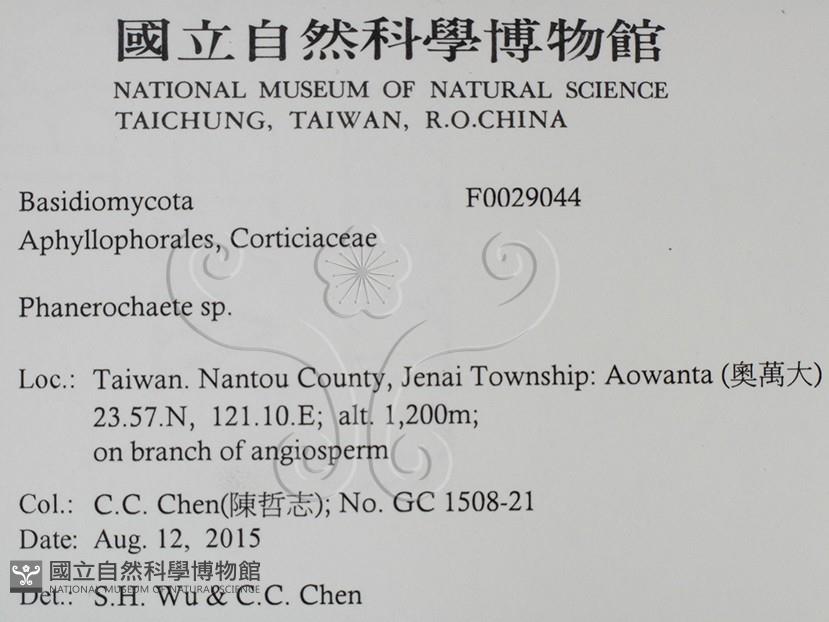 國立自然科學博物館
NATIONAL MUSEUM OF NATURAL SCIENCE
TAICHUNG, TAIWAN, R.O.CHINA
Basidiomycota F0029044
Aphyllophorales, Corticiaceae
Phanerochaete sp.
Loc.: Taiwan. Nantou County, Jenai Township: Aowanta (奧萬大)
23.57.N, 121.10.E; alt. 1,200m;
on branch of angiosperm
Col.: C.C. Chen(陳哲志); No. GC 1508-21
Date: Aug. 12, 2015
國立自然科學博物館
NATIONAL MUSEUM OF NATURAL SCIENCE
Det.: S.H. Wu & C.C. Chen